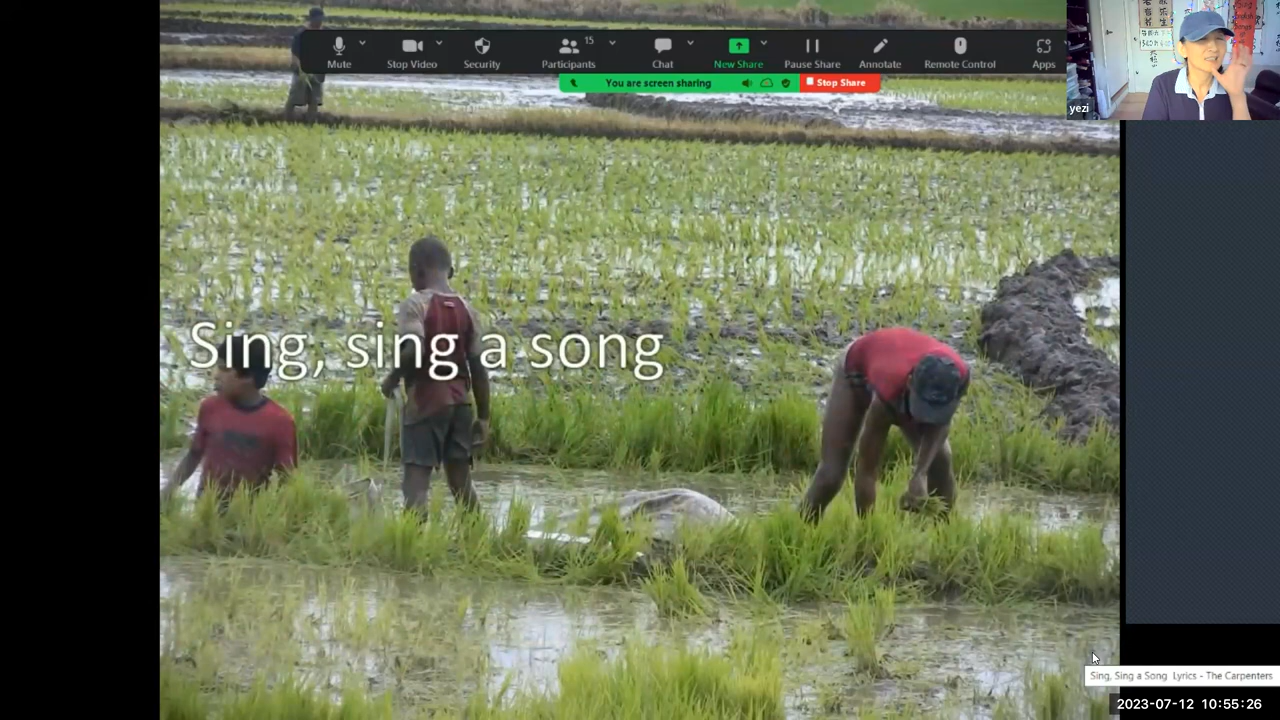 15
Mute
Stop Video
Security
Participants
Chat
New Share
Pause Share
Annotate
Remote Control
Apps
You are screen sharing
Stop Share
yezi
Sing, sing a song
Sing, Sing a Song Lyrics - The Carpenters
2023-07-12 10:55:26